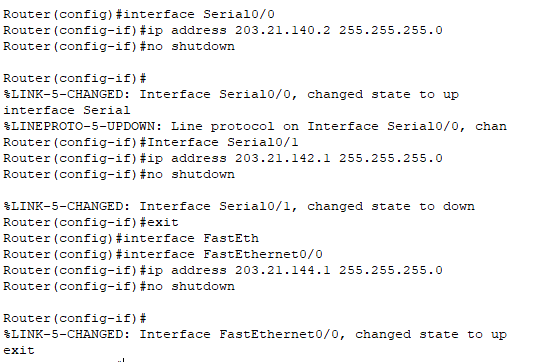 Router(config)#interface Serial0/0
Router(config-if)#ip address 203.21.140.2 255.255.255.0
Router(config-if)#no shutdown
Router(config-if)#
%LINK-5-CHANGED: Interface Serial0/0, changed state to up
interface Serial
%LINEPROTO-5-UPDOWN: Line protocol on Interface Serial0/0, chan
Router(config-if)#Interface Serial0/1
Router(config-if)#ip address 203.21.142.1 255.255.255.0
Router(config-if)#no shutdown
%LINK-5-CHANGED: Interface Serial0/1, changed state to down
Router(config-if)#exit
Router(config)#interface FastEth
Router(config)#interface FastEthernet0/0
Router(config-if)#ip address 203.21.144.1 255.255.255.0
Router(config-if)#no shutdown
Router(config-if)#
%LINK-5-CHANGED: Interface FastEthernet0/0, changed state to up
exit